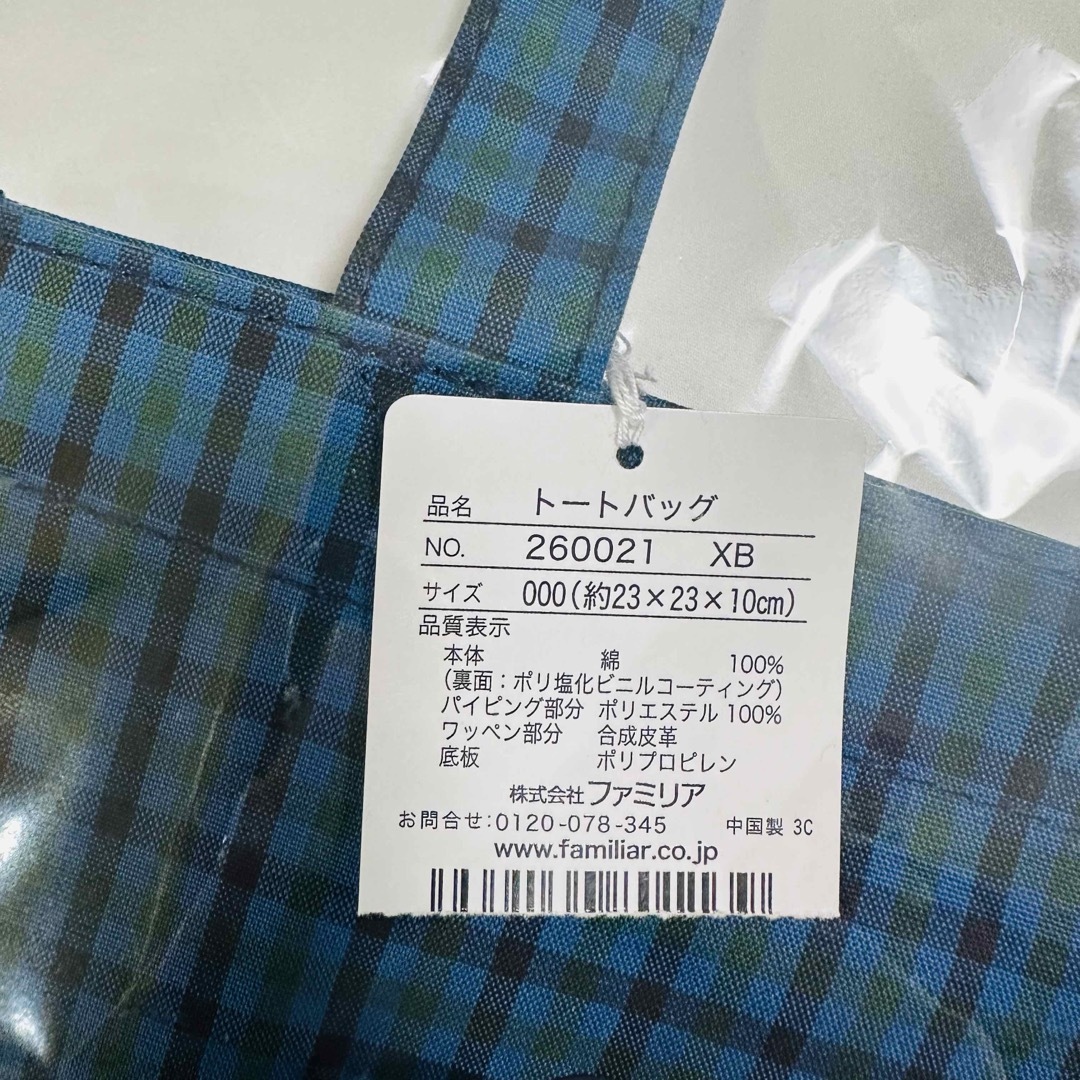 品名 トートバッグ
NO. 260021 XB
サイズ 000(約23×23×10cm)
品質表示
本体 綿 100%
(裏面:ポリ塩化ビニルコーティング)
パイピング部分 ポリエステル 100%
ワッペン部分 合成皮革
底板 ポリプロピレン
株式会社ファミリア
お問合せ:0120-078-345 中国製 3C
www.familiar.co.jp